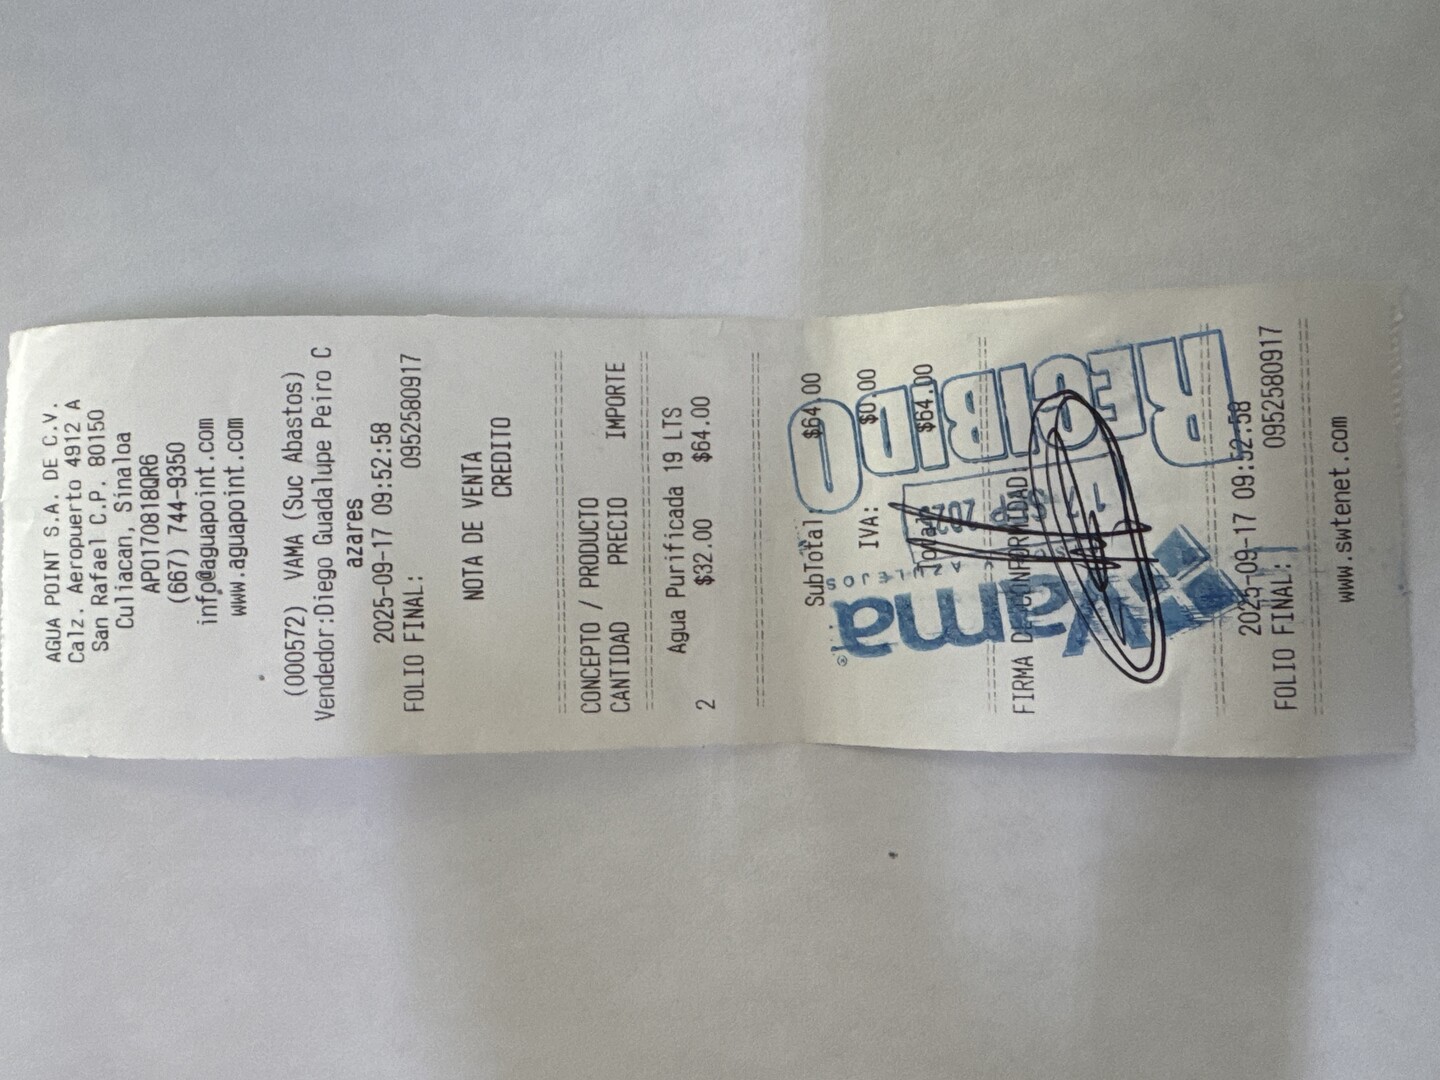 AGUA POINT S.A. DE C.V.
Calz. Aeropuerto 4912 A
San Rafael C.P. 80150
Culiacan, Sinaloa
APO170818QR6
(667) 744-9350
info@aguapoint.com
www.aguapoint.com
(000572) VAMA (Suc Abastos)
Vendedor:Diego Guadalupe Peiro C
azares
2025-09-17 09:52:58
FOLIO FINAL: 0952580917
NOTA DE VENTA
CREDITO
CONCEPTO / PRODUCTO
CANTIDAD PRECIO IMPORTE
Agua Purificada 19 LTS
2 $32.00 $64.00
SubTotal: $64.00
IVA: $0.00
Total: $64.00
FIRMA DE CONFORMIDAD:
2025-09-17 09:52:58
FOLIO FINAL: 0952580917
www.swtenet.com
RECIBIDO
17 SEP 2025
Vama®
AZULEJOS